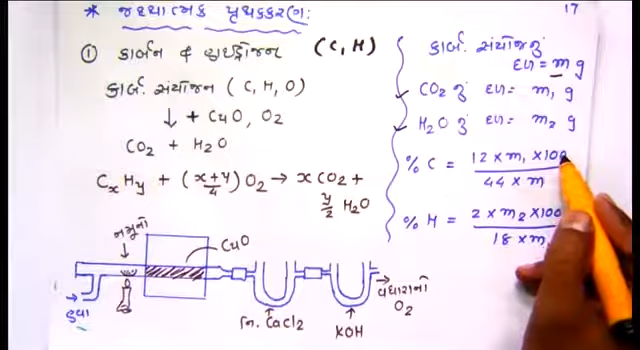 * જથ્થાત્મક પૃથક્કરણ:
17
① કાર્બન ર્ક હાઈડ્રોજન (C, H)
કાર્બ. સંયોજન (C, H, O)
↓ + CuO, O₂
CO₂ + H₂O
CxHy + (x+y/4) O₂ → x CO₂ +
y/2 H₂O
કાર્બ. સંયોજનનું
દળ = m g
CO₂ નું દળ = m₁ g
H₂O નું દળ = m₂ g
% C = 12 × m₁ × 100 / 44 × m
% H = 2 × m₂ × 100 / 18 × m
નમૂનો
CuO
હવા
નિ. CaCl₂
KOH
વધારાનો
O₂